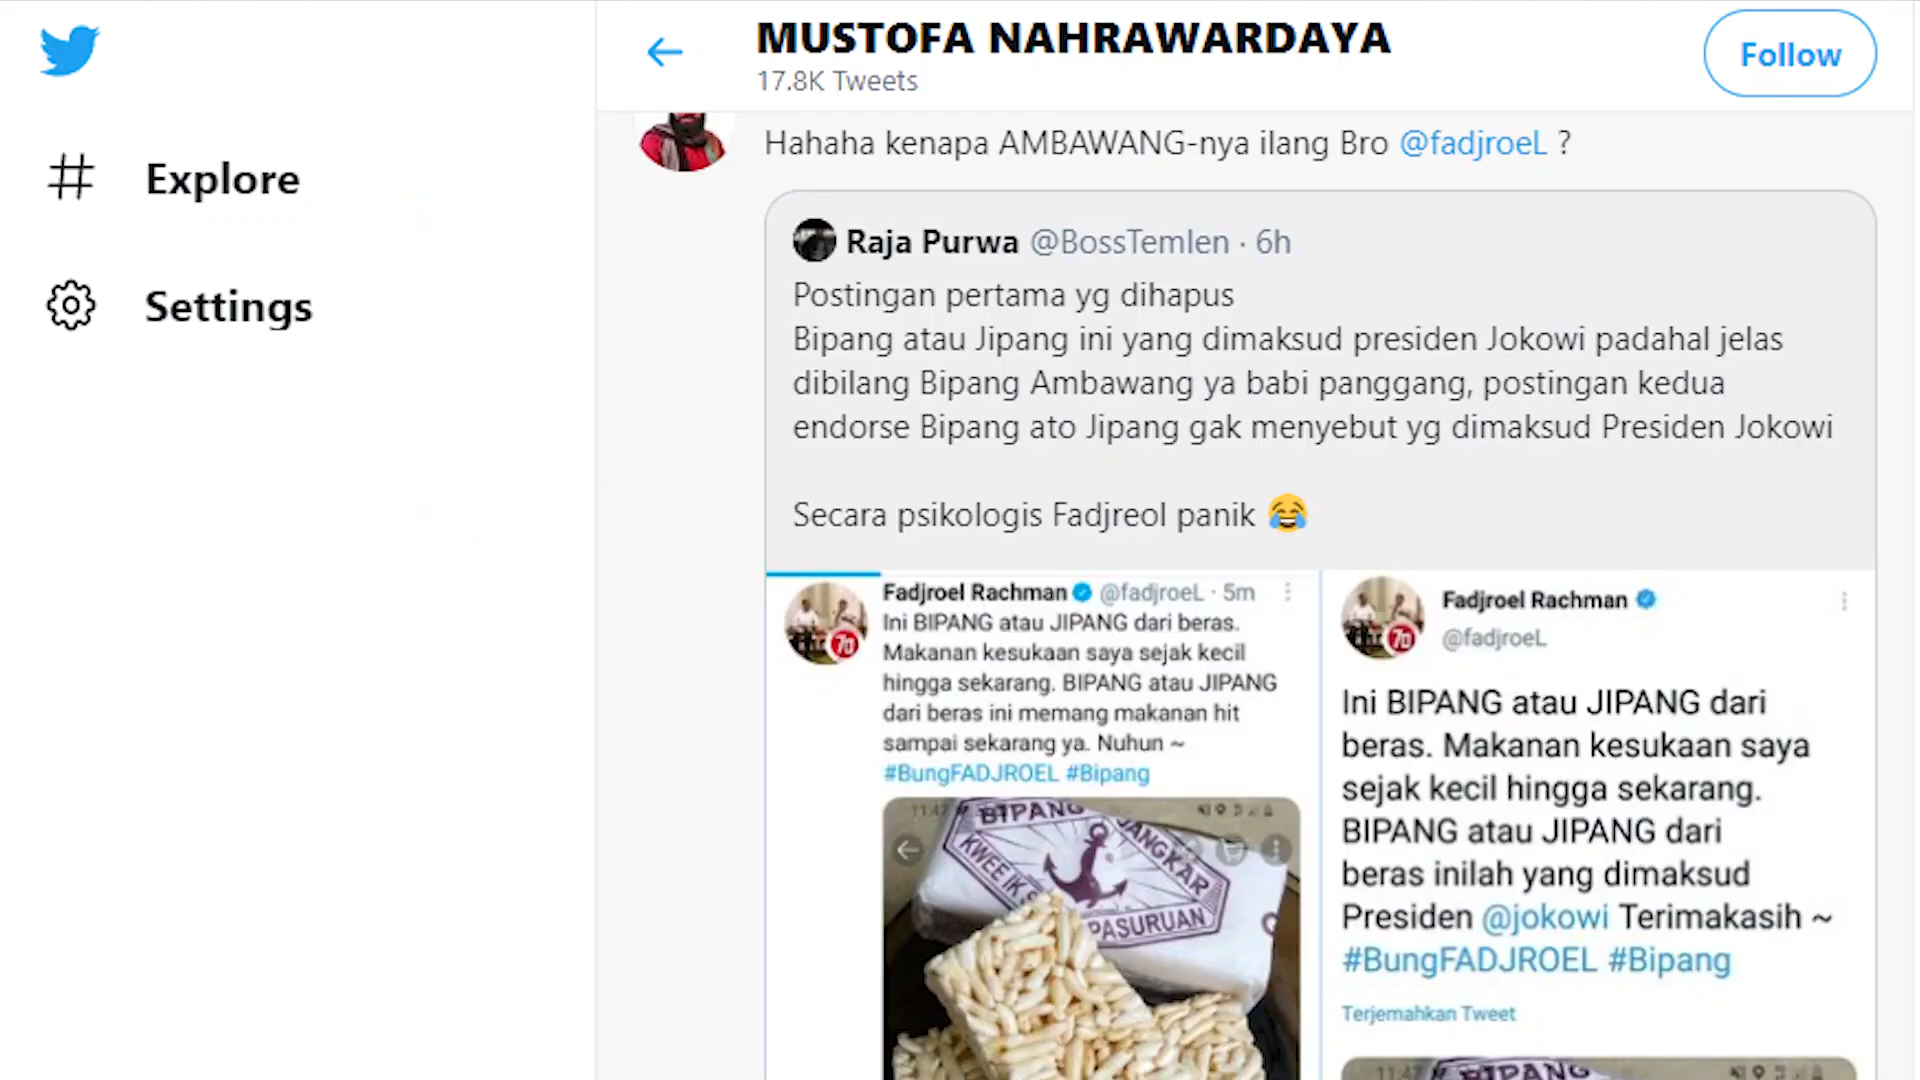 MUSTOFA NAHRAWARDAYA
17.8K Tweets
Follow
Explore
Settings
Hahaha kenapa AMBAWANG-nya ilang Bro @fadjroeL ?
Raja Purwa @BossTemlen · 6h
Postingan pertama yg dihapus
Bipang atau Jipang ini yang dimaksud presiden Jokowi padahal jelas
dibilang Bipang Ambawang ya babi panggang, postingan kedua
endorse Bipang ato Jipang gak menyebut yg dimaksud Presiden Jokowi
Secara psikologis Fadjreol panik 😂
Fadjroel Rachman @fadjroeL · 5m
Ini BIPANG atau JIPANG dari beras.
Makanan kesukaan saya sejak kecil
hingga sekarang. BIPANG atau JIPANG
dari beras ini memang makanan hit
sampai sekarang ya. Nuhun ~
#BungFADJROEL #Bipang
11:47
BIPANG
JANGKAR
KWEE IK
PASURUAN
Fadjroel Rachman
@fadjroeL
Ini BIPANG atau JIPANG dari
beras. Makanan kesukaan saya
sejak kecil hingga sekarang.
BIPANG atau JIPANG dari
beras inilah yang dimaksud
Presiden @jokowi Terimakasih ~
#BungFADJROEL #Bipang
Terjemahkan Tweet
11:47
BIPANG